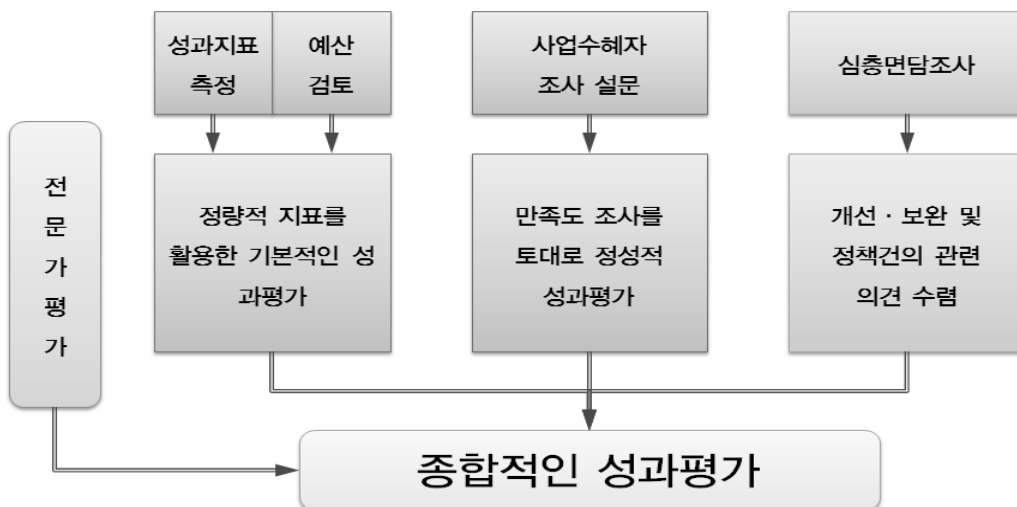 성과지표
측정
예산
검토
사업수혜자
조사 설문
심층면담조사
전
문
가
평
가
정량적 지표를
활용한 기본적인 성
과평가
만족도 조사를
토대로 정성적
성과평가
개선 · 보완 및
정책건의 관련
의견 수렴
종합적인 성과평가